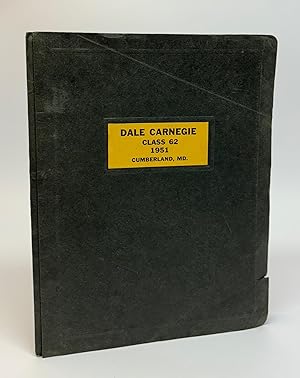 DALE CARNEGIE
CLASS 62
1951
CUMBERLAND, MD.